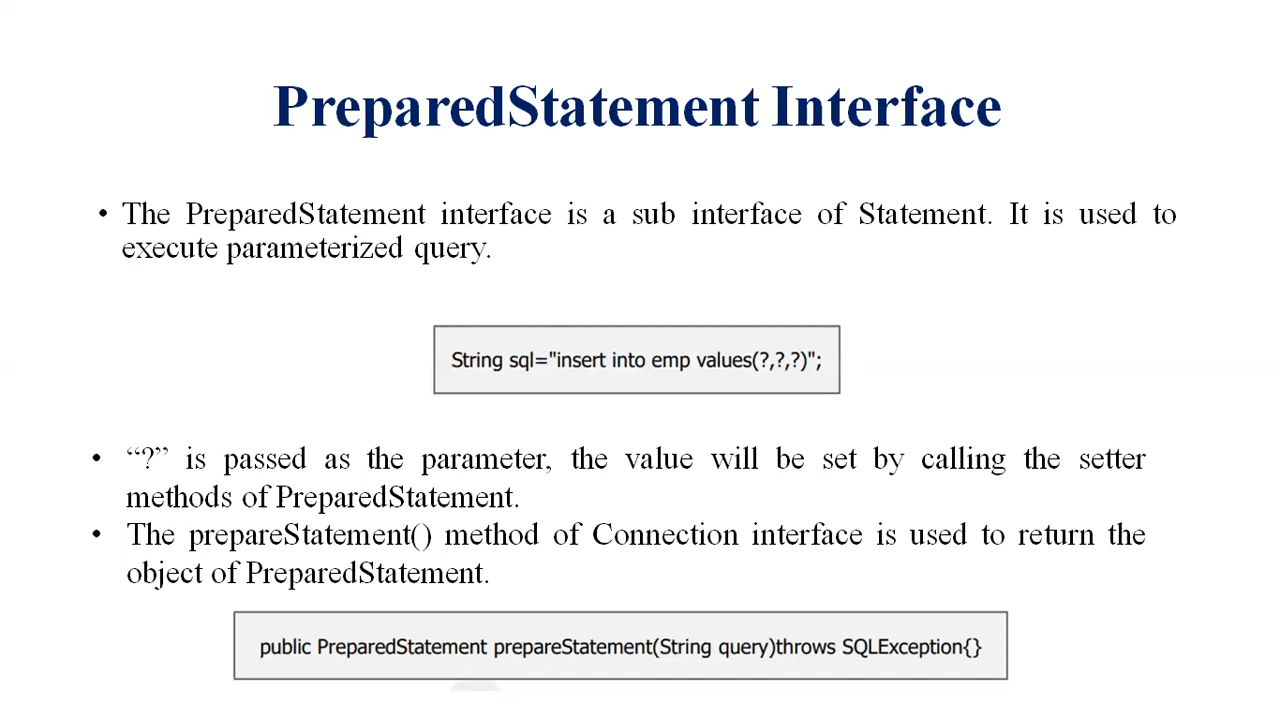 PreparedStatement Interface
• The PreparedStatement interface is a sub interface of Statement. It is used to
execute parameterized query.
String sql="insert into emp values(?,?,?)";
• “?” is passed as the parameter, the value will be set by calling the setter
methods of PreparedStatement.
• The prepareStatement() method of Connection interface is used to return the
object of PreparedStatement.
public PreparedStatement prepareStatement(String query)throws SQLException{}